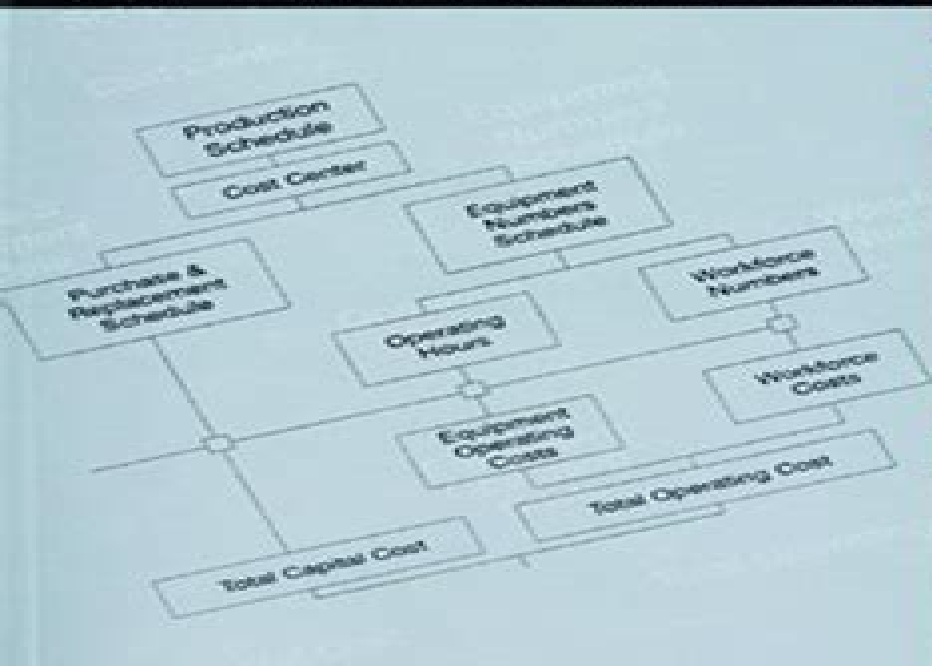 Production
Schedule
Cost Center
Equipment
Numbers
Schedule
Purchase &
Replacement
Schedule
Workforce
Numbers
Operating
Hours
Workforce
Costs
Equipment
Operating
Costs
Total Operating Cost
Total Capital Cost